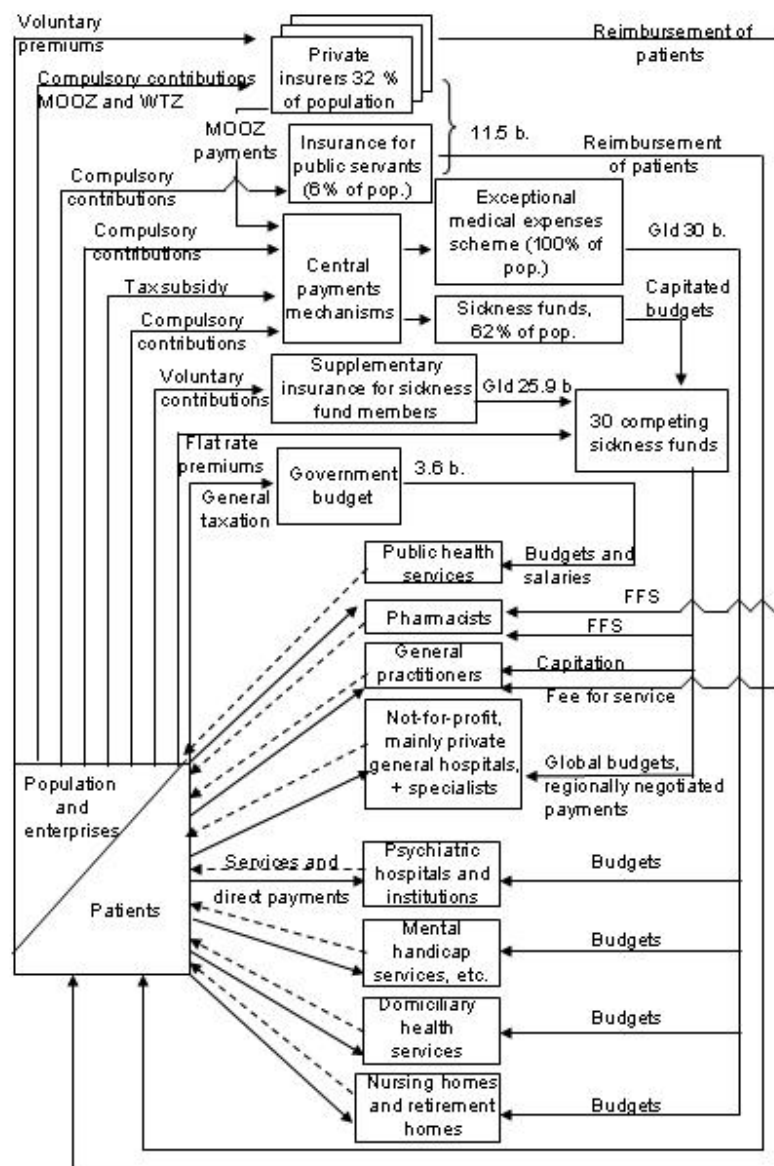 Voluntary
premiums
Private
insurers 32 %
of population
Reimbursement of
patients
Compulsory contributions
MOOZ and WTZ
MOOZ
payments
11.5 b.
Insurance for
public servants
(6% of pop.)
Reimbursement
of patients
Compulsory
contributions
Exceptional
medical expenses
scheme (100% of
pop.)
Gld 30 b.
Compulsory
contributions
Central
payments
mechanisms
Tax subsidy
Sickness funds,
62% of pop.
Capitated
budgets
Compulsory
contributions
Voluntary
contributions
Supplementary
insurance for sickness
fund members
Gld 25.9 b
30 competing
sickness funds
Flat rate
premiums
General
taxation
Government
budget
3.6 b.
Public health
services
Budgets and
salaries
Pharmacists
FFS
FFS
General
practitioners
Capitation
Fee for service
Not-for-profit,
mainly private
general hospitals,
+ specialists
Global budgets,
regionally negotiated
payments
Population
and
enterprises
Patients
Services and
direct payments
Psychiatric
hospitals and
institutions
Budgets
Mental
handicap
services, etc.
Budgets
Domiciliary
health
services
Budgets
Nursing homes
and retirement
homes
Budgets